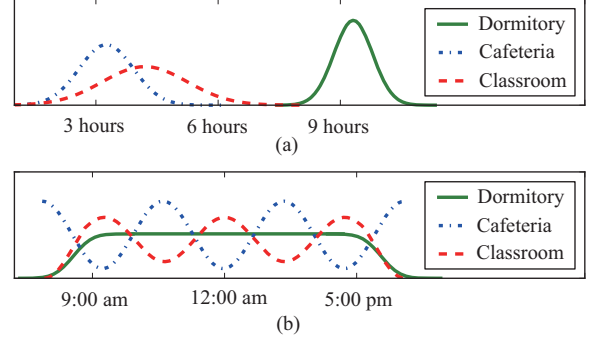 Dormitory
Cafeteria
Classroom
3 hours 6 hours 9 hours
(a)
Dormitory
Cafeteria
Classroom
9:00 am 12:00 am 5:00 pm
(b)